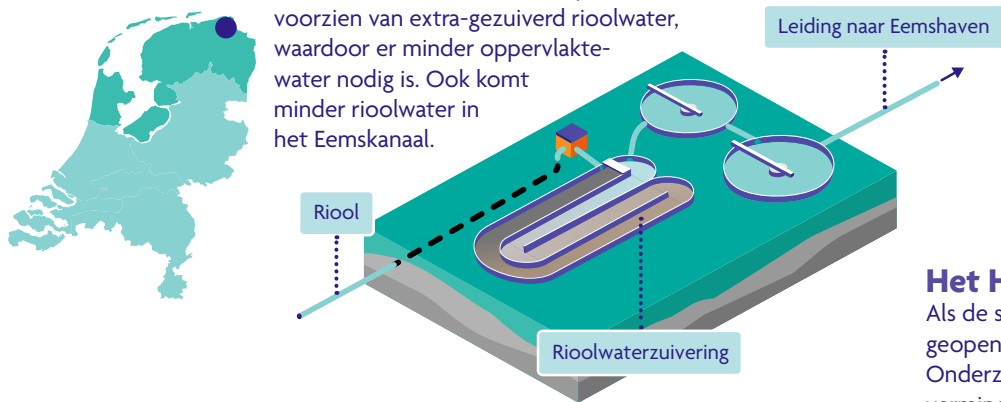 voorzien van extra-gezuiverd rioolwater,
waardoor er minder oppervlakte-
water nodig is. Ook komt
minder rioolwater in
het Eemskanaal.
Leiding naar Eemshaven
Riool
Rioolwaterzuivering
Het H
Als de s
geopen
Onderz